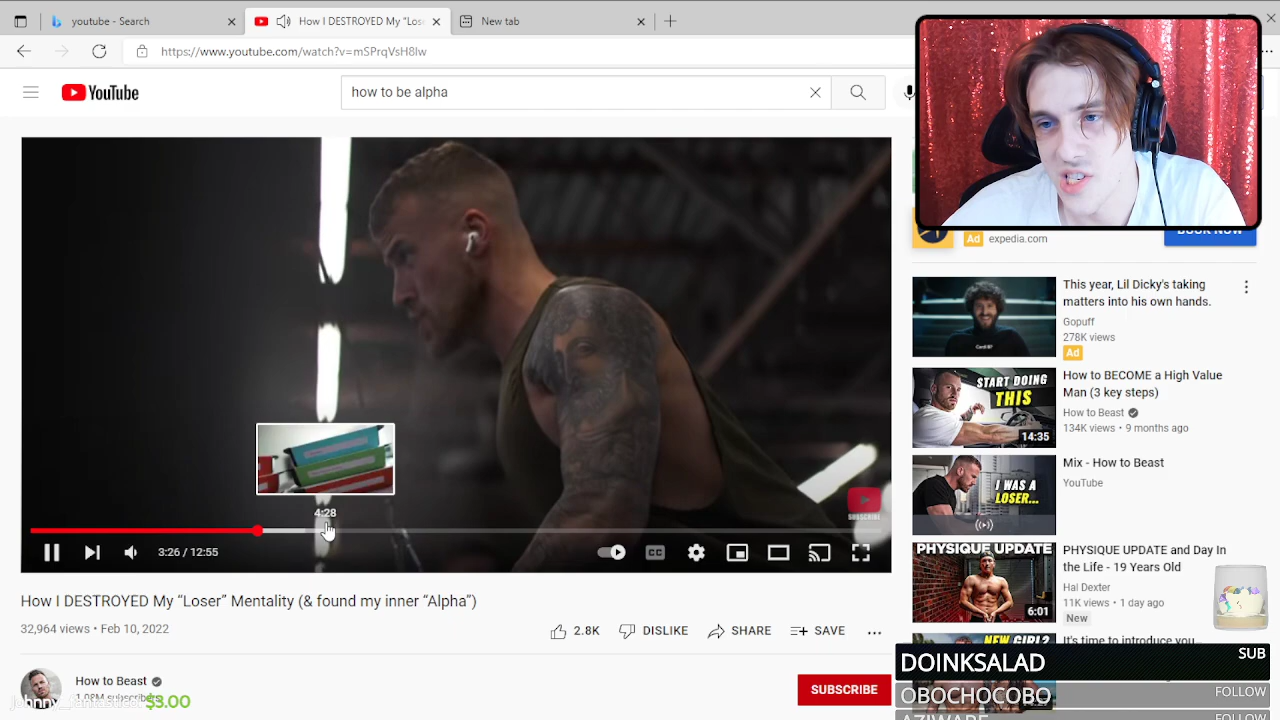 youtube - Search
How I DESTROYED My "Los
New tab
https://www.youtube.com/watch?v=mSPrqVsH8lw
YouTube
how to be alpha
BOOK NOW
Ad expedia.com
This year, Lil Dicky's taking
matters into his own hands.
Gopuff
278K views
Ad
START DOING
THIS
14:35
How to BECOME a High Value
Man (3 key steps)
How to Beast
134K views • 9 months ago
I WAS A
LOSER...
Mix - How to Beast
YouTube
PHYSIQUE UPDATE
6:01
PHYSIQUE UPDATE and Day In
the Life - 19 Years Old
Hal Dexter
11K views • 1 day ago
New
NEW GIRL?
It's time to introduce you...
4:28
SUBSCRIBE
3:26 / 12:55
CC
How I DESTROYED My "Loser" Mentality (& found my inner "Alpha")
32,964 views • Feb 10, 2022
2.8K
DISLIKE
SHARE
SAVE
How to Beast
$3.00
SUBSCRIBE
DOINKSALAD SUB
OBOCHOCOBO FOLLOW
FOLLOW